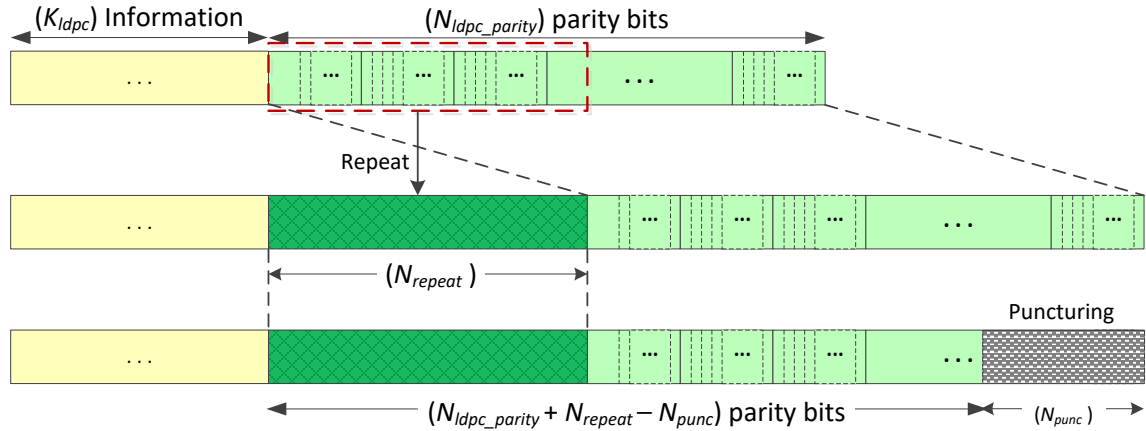 (K_ldpc) Information (N_ldpc_parity) parity bits
... ... ... ... ... ...
Repeat
... ... ... ... ... ...
(N_repeat )
Puncturing
... ... ... ... ...
(N_ldpc_parity + N_repeat – N_punc) parity bits (N_punc )